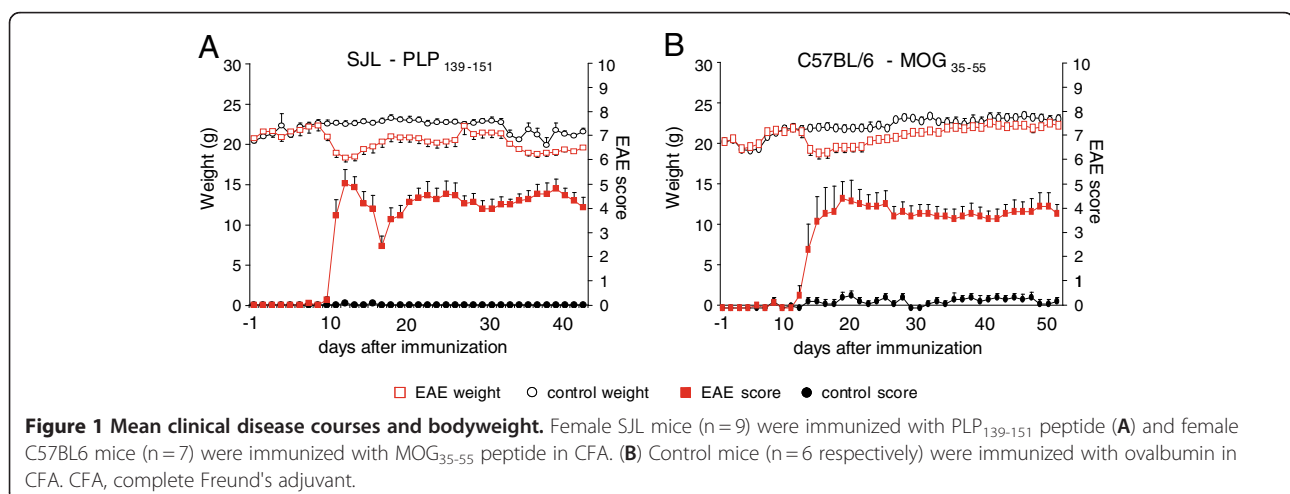 A
SJL - PLP 139-151
30
25
20
15
10
5
0
Weight (g)
10
9
8
7
6
5
4
3
2
1
0
EAE score
-1 10 20 30 40
days after immunization
B
C57BL/6 - MOG 35-55
30
25
20
15
10
5
0
Weight (g)
10
9
8
7
6
5
4
3
2
1
0
EAE score
-1 10 20 30 40 50
days after immunization
EAE weight control weight EAE score control score
Figure 1 Mean clinical disease courses and bodyweight. Female SJL mice (n = 9) were immunized with PLP139-151 peptide (A) and female
C57BL6 mice (n = 7) were immunized with MOG35-55 peptide in CFA. (B) Control mice (n = 6 respectively) were immunized with ovalbumin in
CFA. CFA, complete Freund's adjuvant.